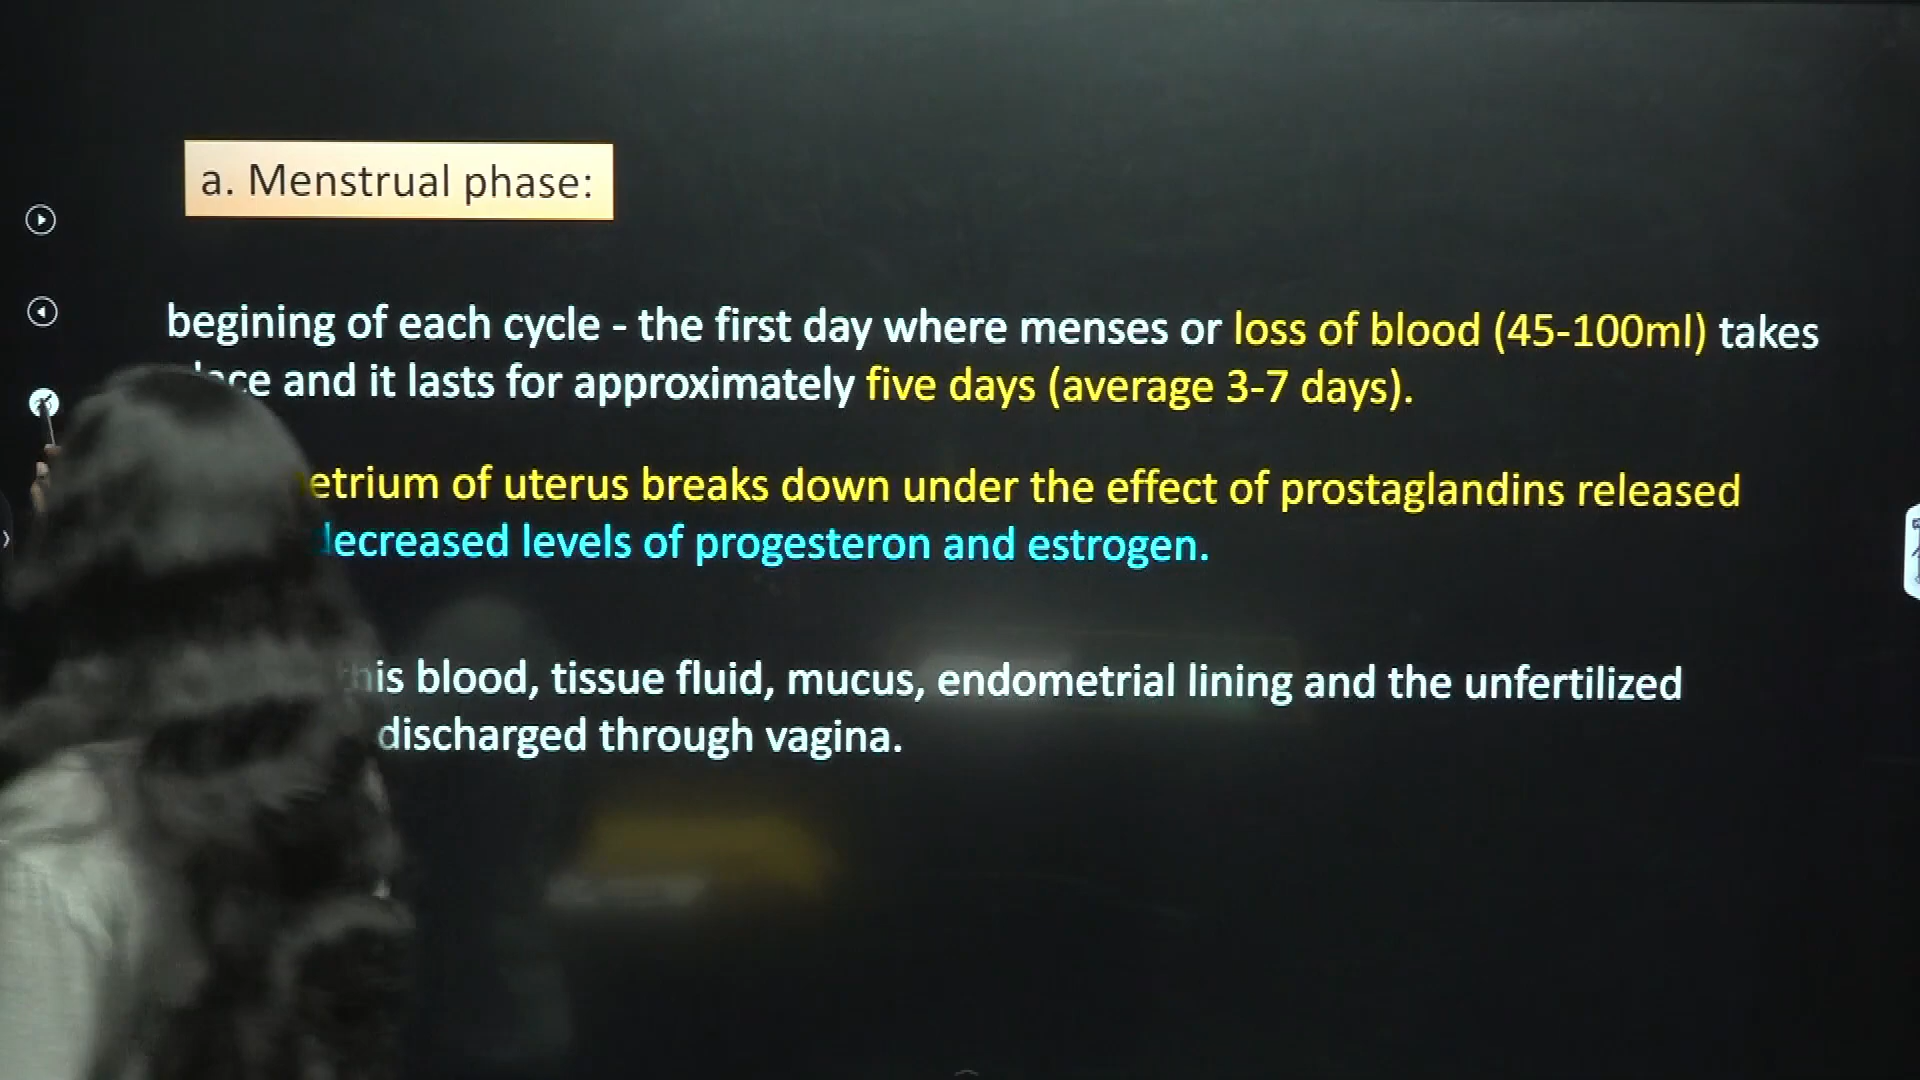 a. Menstrual phase:
begining of each cycle - the first day where menses or loss of blood (45-100ml) takes
and it lasts for approximately five days (average 3-7 days).
of uterus breaks down under the effect of prostaglandins released
decreased levels of progesteron and estrogen.
blood, tissue fluid, mucus, endometrial lining and the unfertilized
discharged through vagina.